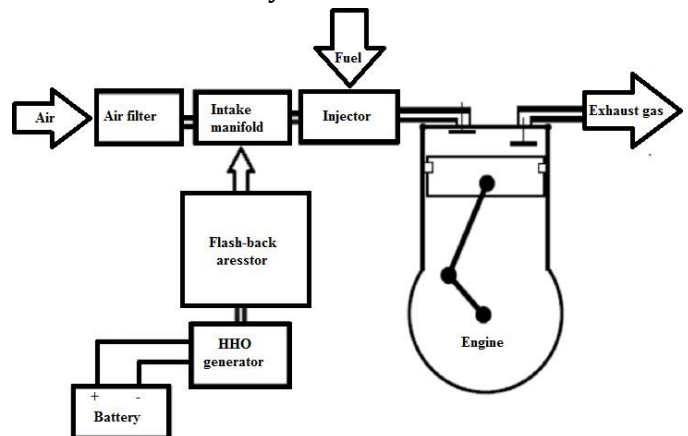 Fuel
Air
Air filter
Intake
manifold
Injector
Exhaust gas
Flash-back
aresstor
HHO
generator
Engine
+ -
Battery